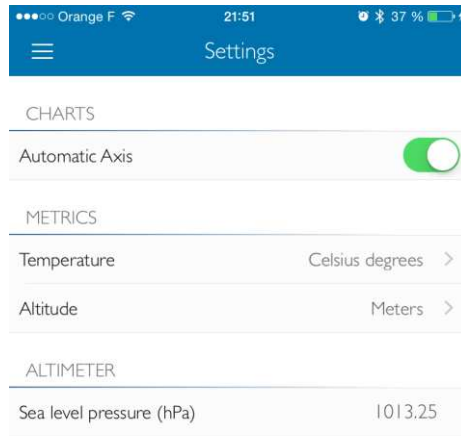 Orange F 21:51 37 %
Settings
CHARTS
Automatic Axis
METRICS
Temperature Celsius degrees
Altitude Meters
ALTIMETER
Sea level pressure (hPa) 1013.25